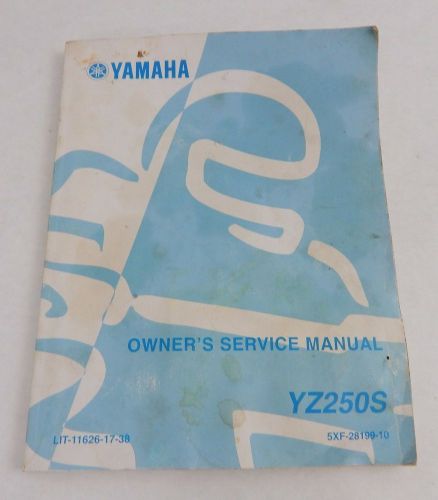 YAMAHA
OWNER'S SERVICE MANUAL
YZ250S
LIT-11626-17-38
5XF-28199-10